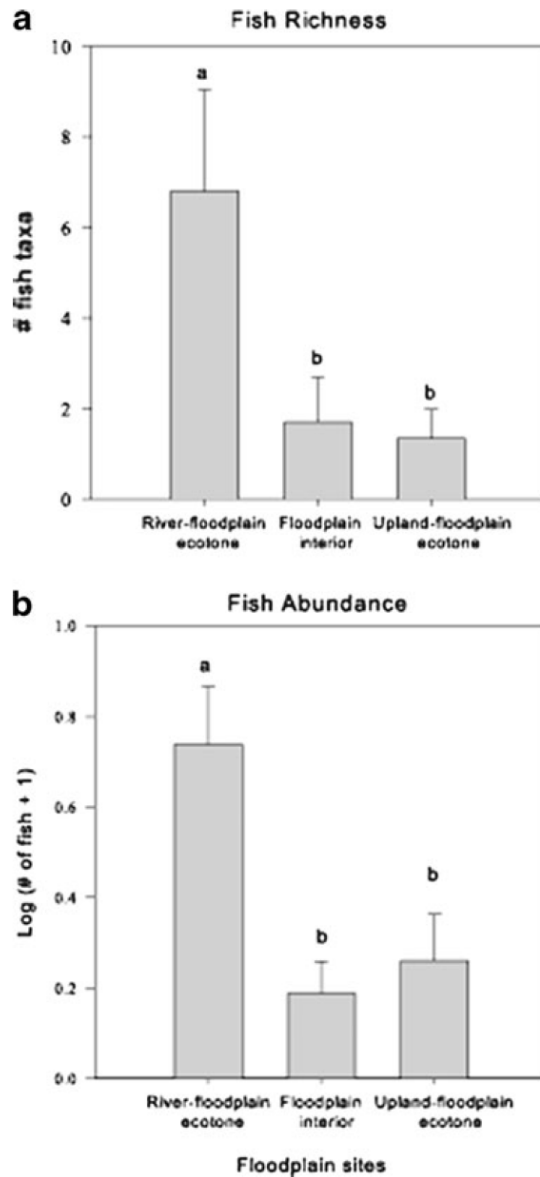 a
Fish Richness
10
8
6
4
2
0
# fish taxa
a
b
b
River-floodplain ecotone
Floodplain interior
Upland-floodplain ecotone
b
Fish Abundance
1.0
0.8
0.6
0.4
0.2
0.0
Log (# of fish + 1)
a
b
b
River-floodplain ecotone
Floodplain interior
Upland-floodplain ecotone
Floodplain sites